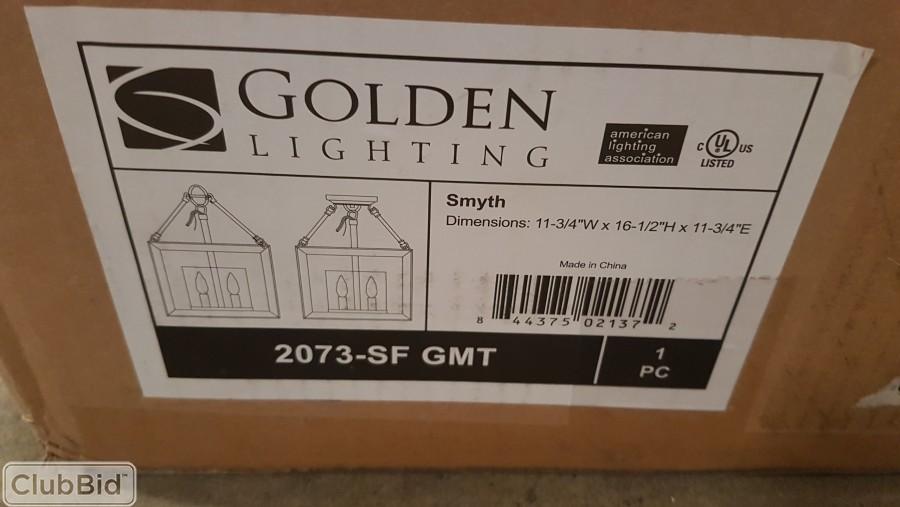 GOLDEN
LIGHTING
american
lighting
association
C UL US
LISTED
Smyth
Dimensions: 11-3/4"W x 16-1/2"H x 11-3/4"E
Made in China
8 44375 02137 2
2073-SF GMT
1
PC
ClubBid